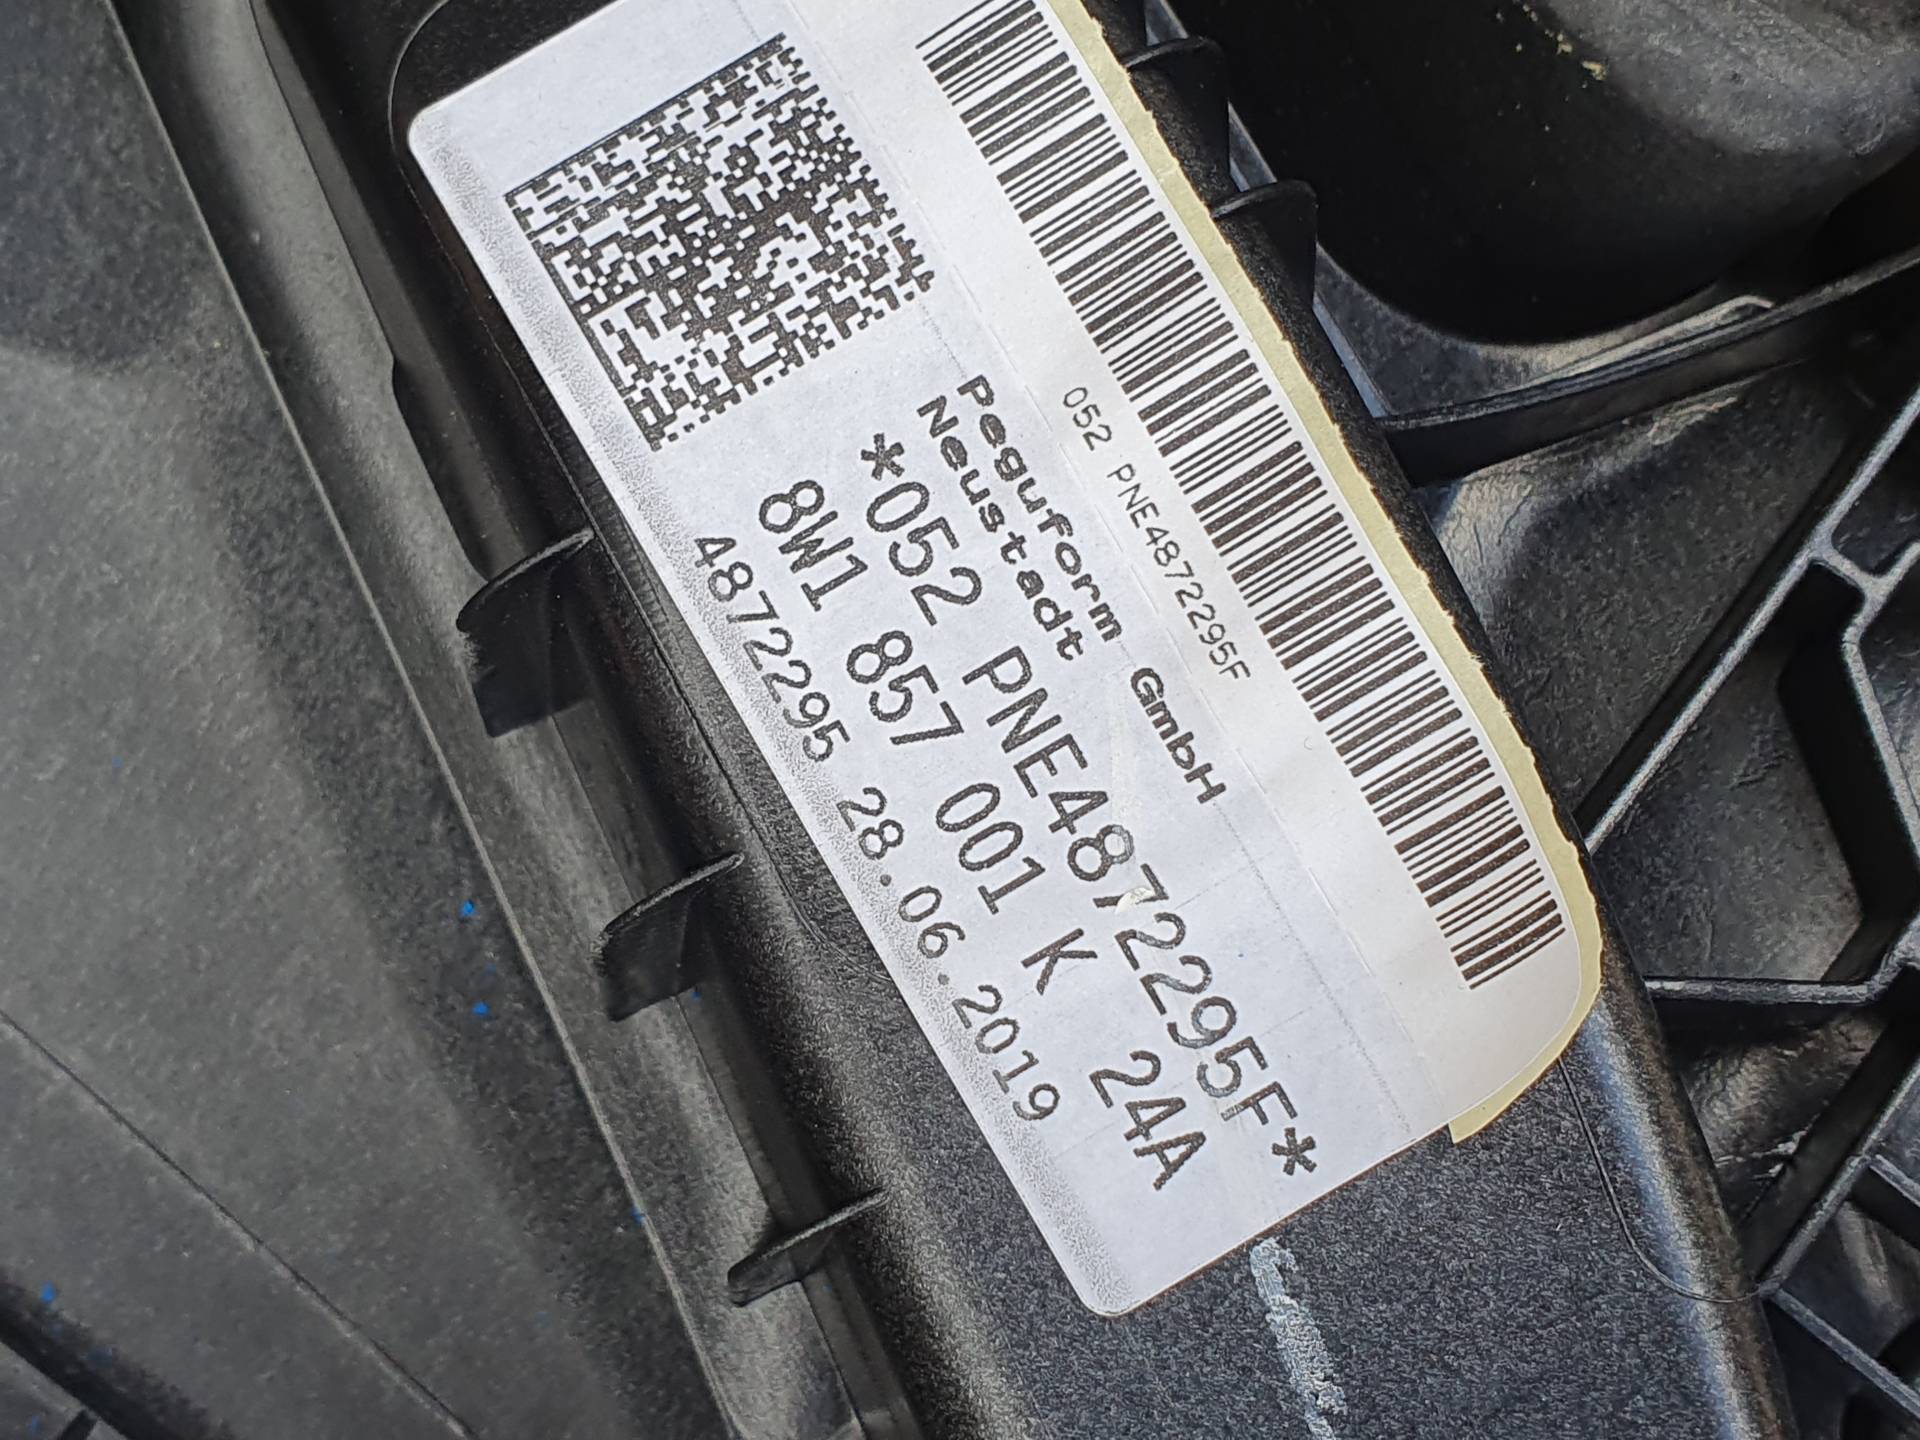 052 PNE4872295F
Peguform GmbH
Neustadt
*052 PNE4872295F*
8W1 857 001 K 24A
4872295 28.06.2019